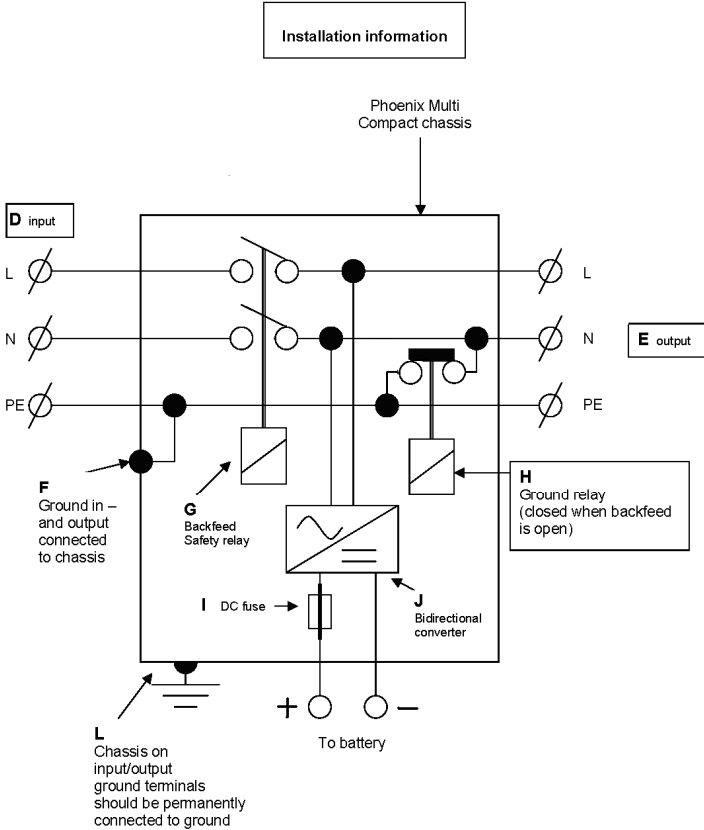 Installation information
Phoenix Multi
Compact chassis
D input
L
L
N
N
E output
PE
PE
F
Ground in –
and output
connected
to chassis
G
Backfeed
Safety relay
H
Ground relay
(closed when backfeed
is open)
I DC fuse
J
Bidirectional
converter
+
–
To battery
L
Chassis on
input/output
ground terminals
should be permanently
connected to ground